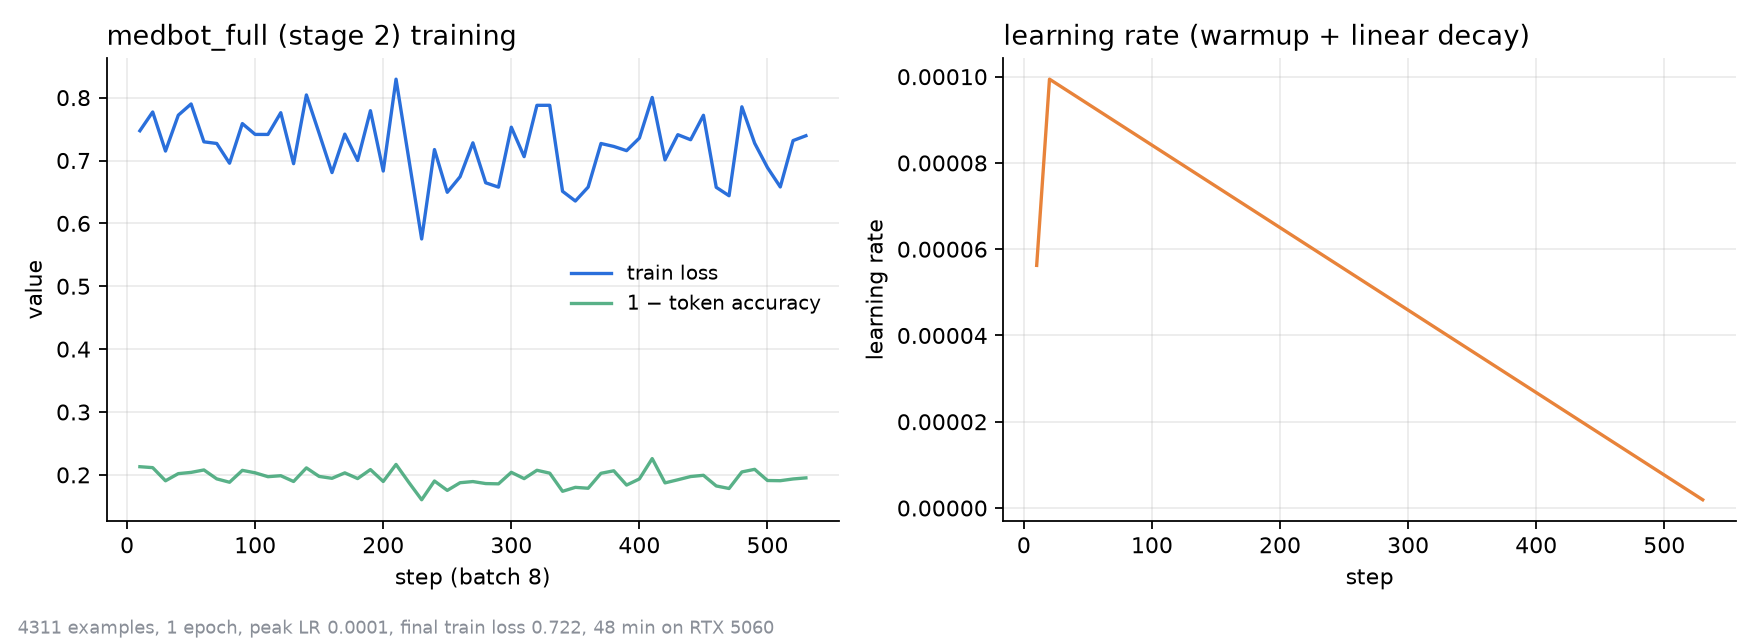 medbot_full (stage 2) training
value
0.8
0.7
0.6
0.5
0.4
0.3
0.2
train loss
1 − token accuracy
0 100 200 300 400 500
step (batch 8)
learning rate (warmup + linear decay)
learning rate
0.00010
0.00008
0.00006
0.00004
0.00002
0.00000
0 100 200 300 400 500
step
4311 examples, 1 epoch, peak LR 0.0001, final train loss 0.722, 48 min on RTX 5060